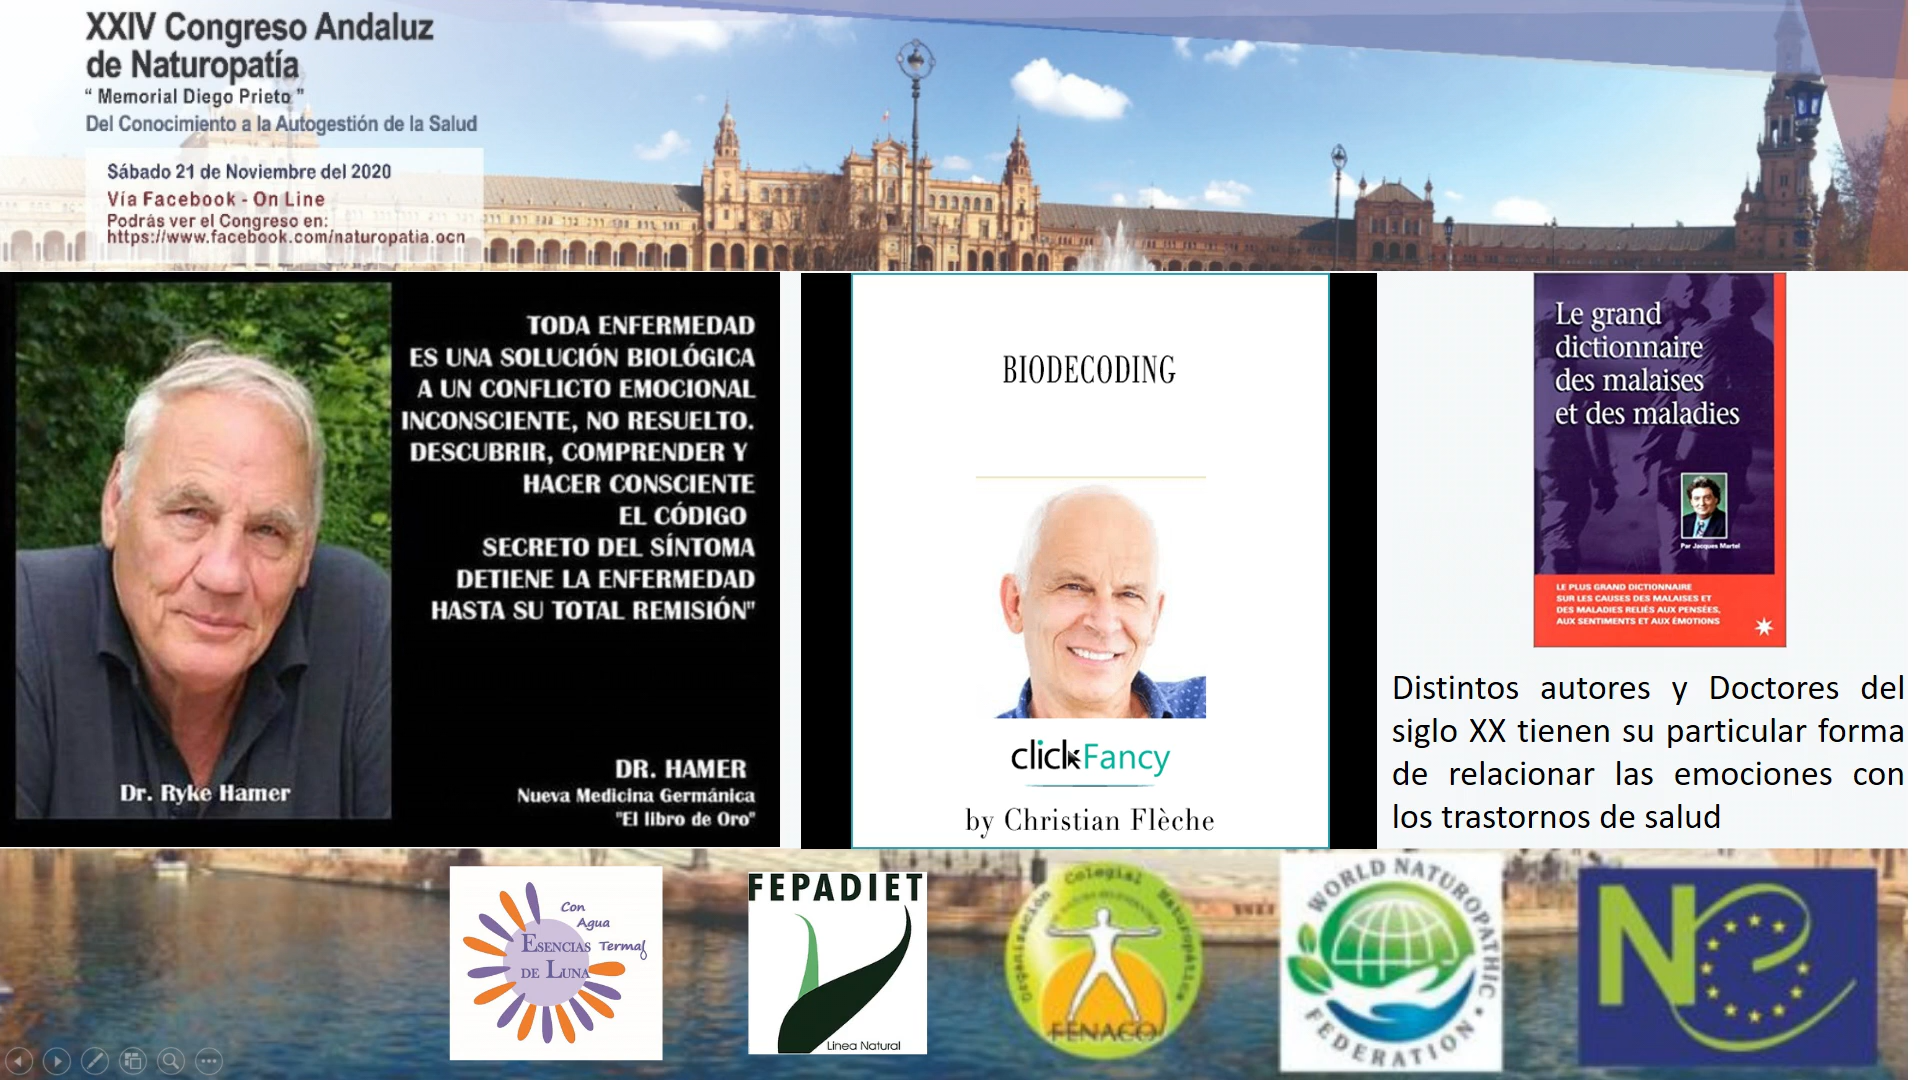 XXIV Congreso Andaluz
de Naturopatía
“ Memorial Diego Prieto ”
Del Conocimiento a la Autogestión de la Salud
Sábado 21 de Noviembre del 2020
Vía Facebook - On Line
Podrás ver el Congreso en:
https://www.facebook.com/naturopatia.ocn
TODA ENFERMEDAD
ES UNA SOLUCIÓN BIOLÓGICA
A UN CONFLICTO EMOCIONAL
INCONSCIENTE, NO RESUELTO.
DESCUBRIR, COMPRENDER Y
HACER CONSCIENTE
EL CÓDIGO
SECRETO DEL SÍNTOMA
DETIENE LA ENFERMEDAD
HASTA SU TOTAL REMISIÓN"
DR. HAMER
Nueva Medicina Germánica
"El libro de Oro"
Dr. Ryke Hamer
BIODECODING
clickFancy
by Christian Flèche
Le grand
dictionnaire
des malaises
et des maladies
Par Jacques Martel
LE PLUS GRAND DICTIONNAIRE
SUR LES CAUSES DES MALAISES ET
DES MALADIES RELIÉS AUX PENSÉES,
AUX SENTIMENTS ET AUX ÉMOTIONS
Distintos autores y Doctores del
siglo XX tienen su particular forma
de relacionar las emociones con
los trastornos de salud
Con
Agua
Termal
ESENCIAS
DE LUNA
FEPADIET
Linea Natural
Organización Colegial Naturopática
FENACO
WORLD NATUROPATHIC
FEDERATION
Ne